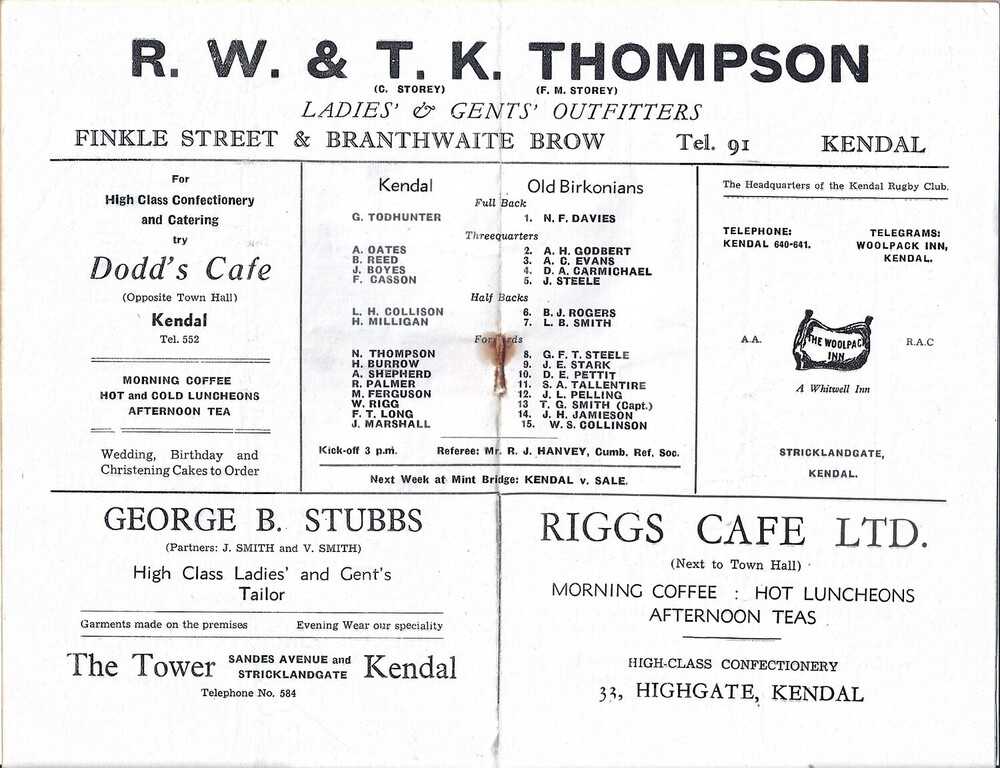 R. W. & T. K. THOMPSON
(C. STOREY) (F. M. STOREY)
LADIES' & GENTS' OUTFITTERS
FINKLE STREET & BRANTHWAITE BROW Tel. 91 KENDAL
For
High Class Confectionery
and Catering
try
Dodd's Cafe
(Opposite Town Hall)
Kendal
Tel. 552
MORNING COFFEE
HOT and COLD LUNCHEONS
AFTERNOON TEA
Wedding, Birthday and
Christening Cakes to Order
Kendal Old Birkonians
Full Back
G. TODHUNTER 1. N. F. DAVIES
Threequarters
A. OATES 2. A. H. GODBERT
B. REED 3. A. C. EVANS
J. BOYES 4. D. A. CARMICHAEL
F. CASSON 5. J. STEELE
Half Backs
L. H. COLLISON 6. B. J. ROGERS
H. MILLIGAN 7. L. B. SMITH
Forwards
N. THOMPSON 8. G. F. T. STEELE
H. BURROW 9. J. E. STARK
A. SHEPHERD 10. D. E. PETTIT
R. PALMER 11. S. A. TALLENTIRE
M. FERGUSON 12. J. L. PELLING
W. RIGG 13 T. G. SMITH (Capt.)
F. T. LONG 14. J. H. JAMIESON
J. MARSHALL 15. W. S. COLLINSON
Kick-off 3 p.m. Referee: Mr. R. J. HANVEY, Cumb. Ref. Soc.
Next Week at Mint Bridge: KENDAL v. SALE.
The Headquarters of the Kendal Rugby Club.
TELEPHONE: TELEGRAMS:
KENDAL 640-641. WOOLPACK INN,
KENDAL.
THE WOOLPACK
INN
A.A. R.A.C
A Whitwell Inn
STRICKLANDGATE,
KENDAL.
GEORGE B. STUBBS
(Partners: J. SMITH and V. SMITH)
High Class Ladies' and Gent's
Tailor
Garments made on the premises Evening Wear our speciality
The Tower SANDES AVENUE and STRICKLANDGATE Kendal
Telephone No. 584
RIGGS CAFE LTD.
(Next to Town Hall)
MORNING COFFEE : HOT LUNCHEONS
AFTERNOON TEAS
HIGH-CLASS CONFECTIONERY
33, HIGHGATE, KENDAL